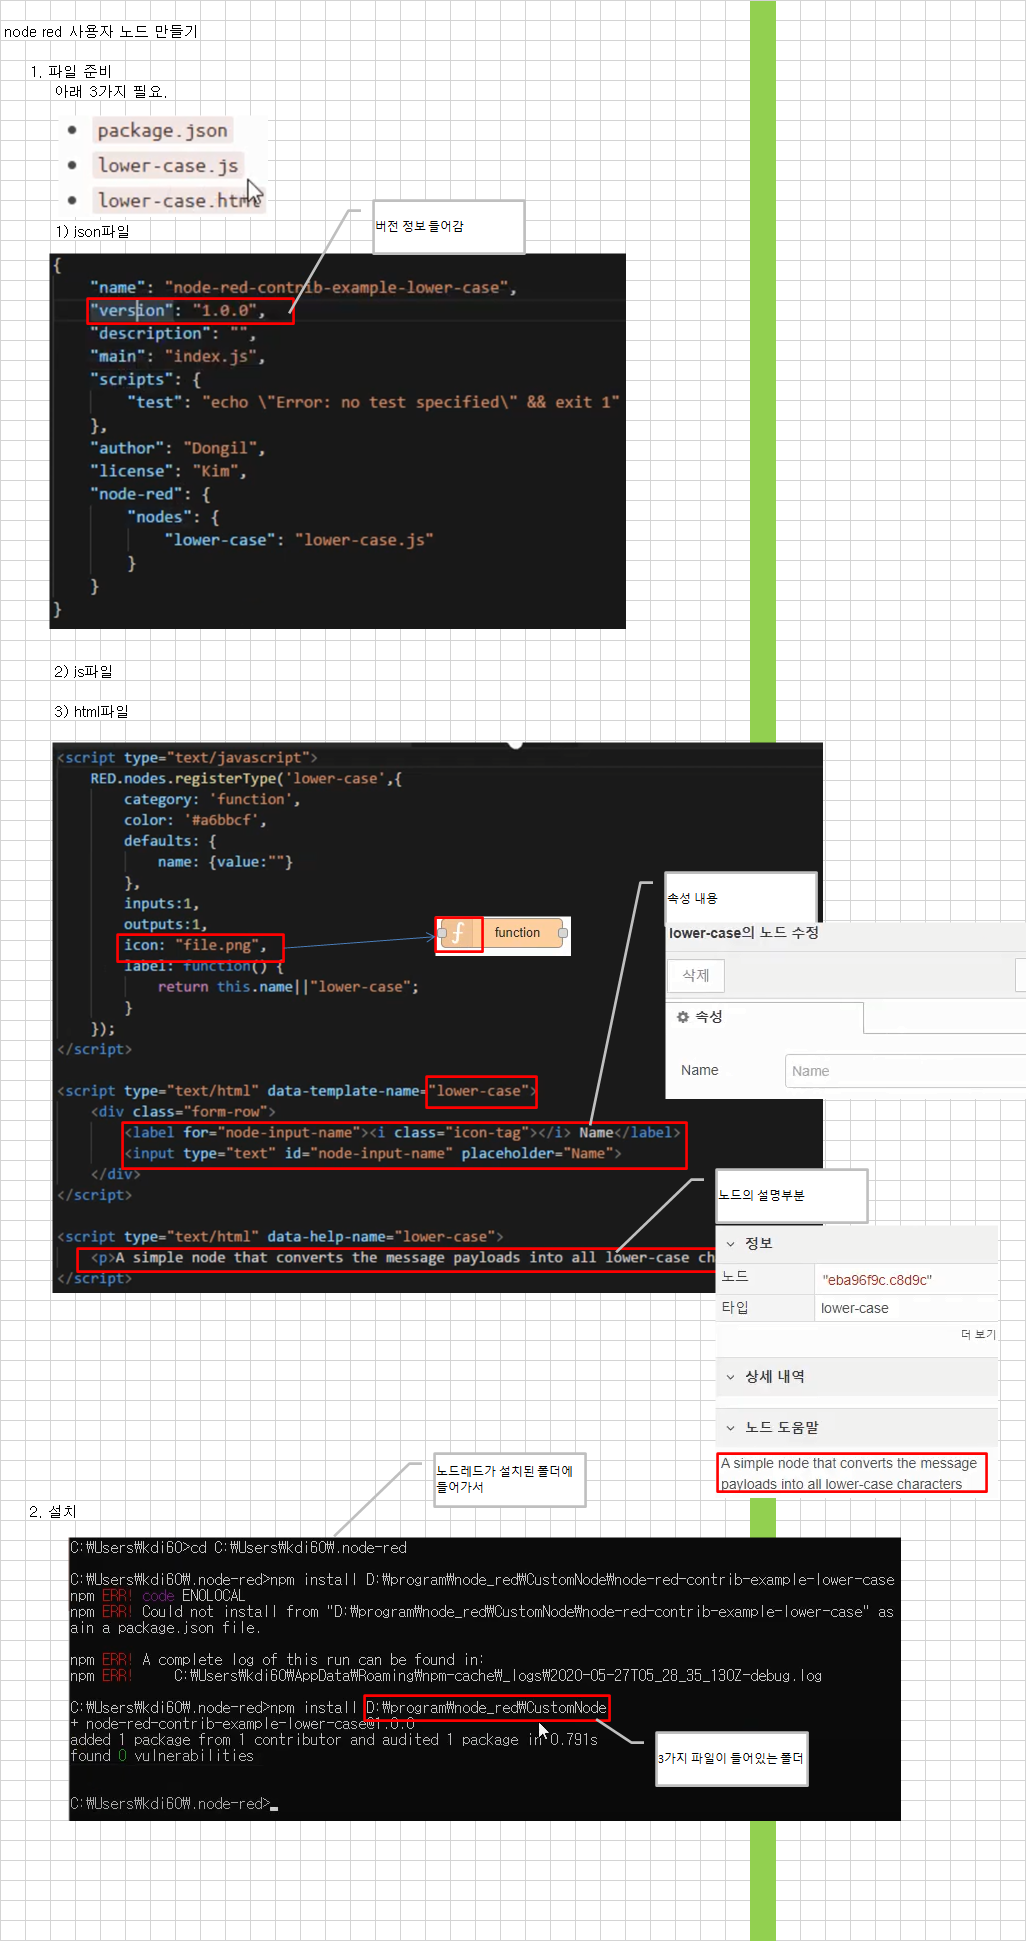 node red 사용자 노드 만들기
1. 파일 준비
아래 3가지 필요.
• package.json
• lower-case.js
• lower-case.html
1) json파일
버전 정보 들어감
{
"name": "node-red-contrib-example-lower-case",
"version": "1.0.0",
"description": "",
"main": "index.js",
"scripts": {
"test": "echo \"Error: no test specified\" && exit 1"
},
"author": "Dongil",
"license": "Kim",
"node-red": {
"nodes": {
"lower-case": "lower-case.js"
}
}
}
2) js파일
3) html파일
<script type="text/javascript">
RED.nodes.registerType('lower-case',{
category: 'function',
color: '#a6bbcf',
defaults: {
name: {value:""}
},
inputs:1,
outputs:1,
icon: "file.png",
label: function() {
return this.name||"lower-case";
}
});
</script>
f function
속성 내용
lower-case의 노드 수정
삭제
속성
Name Name
<script type="text/html" data-template-name="lower-case">
<div class="form-row">
<label for="node-input-name"><i class="icon-tag"></i> Name</label>
<input type="text" id="node-input-name" placeholder="Name">
</div>
</script>
노드의 설명부분
<script type="text/html" data-help-name="lower-case">
<p>A simple node that converts the message payloads into all lower-case ch
</script>
정보
노드 "eba96f9c.c8d9c"
타입 lower-case
더 보기
상세 내역
노드 도움말
A simple node that converts the message
payloads into all lower-case characters
노드레드가 설치된 폴더에
들어가서
2. 설치
C:\Users\kdi60>cd C:\Users\kdi60\.node-red
C:\Users\kdi60\.node-red>npm install D:\program\node_red\CustomNode\node-red-contrib-example-lower-case
npm ERR! code ENOLOCAL
npm ERR! Could not install from "D:\program\node_red\CustomNode\node-red-contrib-example-lower-case" as
ain a package.json file.
npm ERR! A complete log of this run can be found in:
npm ERR! C:\Users\kdi60\AppData\Roaming\npm-cache\_logs\2020-05-27T05_28_35_130Z-debug.log
C:\Users\kdi60\.node-red>npm install D:\program\node_red\CustomNode
+ node-red-contrib-example-lower-case@1.0.0
added 1 package from 1 contributor and audited 1 package in 0.791s
found 0 vulnerabilities
3가지 파일이 들어있는 폴더
C:\Users\kdi60\.node-red>